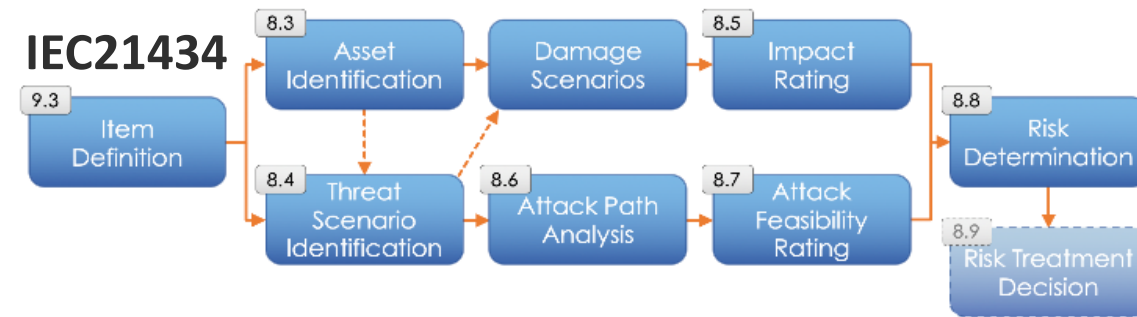 IEC21434
9.3
Item
Definition
8.3
Asset
Identification
Damage
Scenarios
8.5
Impact
Rating
8.4
Threat
Scenario
Identification
8.6
Attack Path
Analysis
8.7
Attack
Feasibility
Rating
8.8
Risk
Determination
8.9
Risk Treatment
Decision